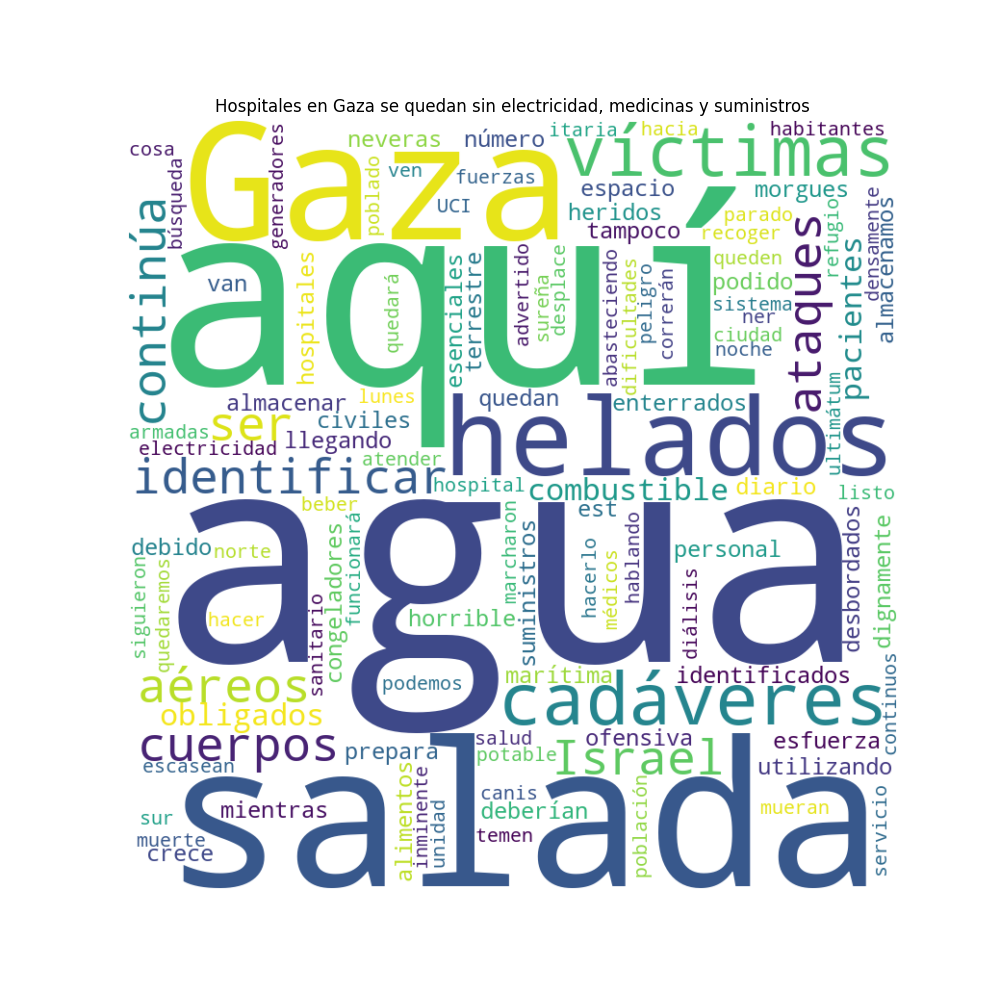 Hospitales en Gaza se quedan sin electricidad, medicinas y suministros
cosa
búsqueda
Gaza
generadores
neveras
número
itaria
hacia
habitantes
víctimas
poblado
ven
fuerzas
UCI
espacio
morgues
heridos
tampoco
parado
recoger
continúa
aquí
van
hospitales
quedará
esenciales
terrestre
advertido
sureña
desplace
abasteciendo
dificultades
peligro
correrán
queden
podido
sistema
ner
ciudad
noche
ataques
refugio
pacientes
densamente
almacenamos
ultimátum
almacenar
lunes
quedan
enterrados
armadas
ser
civiles
electricidad
llegando
atender
helados
identificar
hospital
combustible
diario
listo
beber
est
debido
norte
agua
siguieron
quedaremos
hacer
sanitario
congeladores
funcionará
horrible
marcharon
suministros
hacerlo
médicos
hablando
personal
diálisis
desbordados
dignamente
aéreos
podemos
marítima
identificados
continuos
obligados
cadáveres
cuerpos
prepara
salud
potable
ofensiva
Israel
esfuerza
utilizando
escasean
salada
mientras
alimentos
inminente
unidad
canis
deberían
temen
población
mueran
servicio
sur
muerte
crece